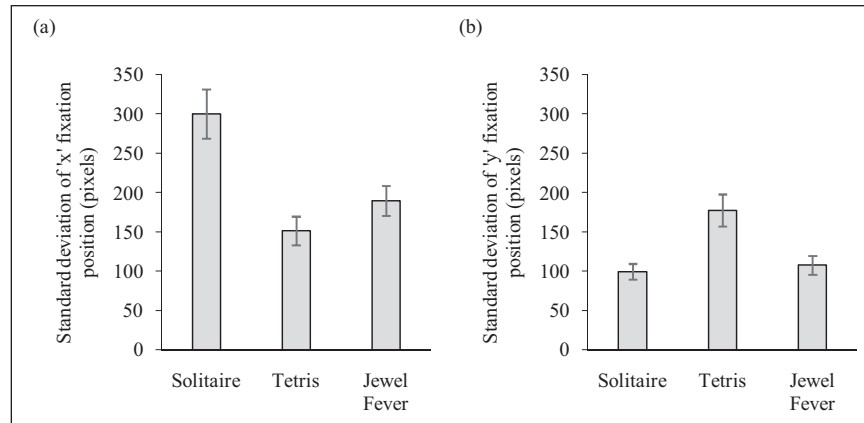 (a)
Standard deviation of 'x' fixation
position (pixels)
350
300
250
200
150
100
50
0
Solitaire
Tetris
Jewel
Fever
(b)
Standard deviation of 'y' fixation
position (pixels)
350
300
250
200
150
100
50
0
Solitaire
Tetris
Jewel
Fever